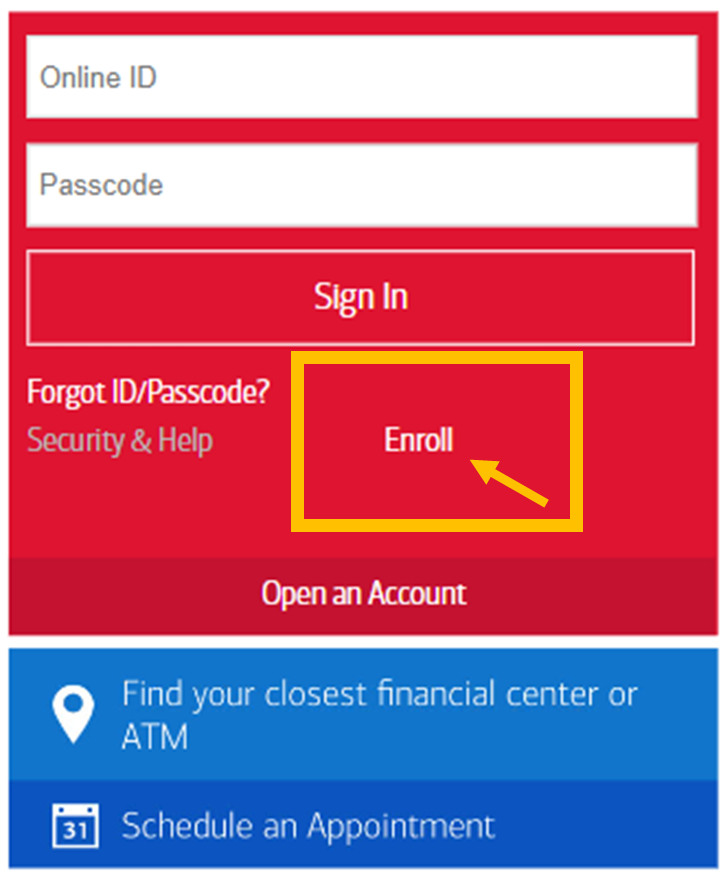 Online ID
Passcode
Sign In
Forgot ID/Passcode?
Security & Help
Enroll
Open an Account
Find your closest financial center or
ATM
31
Schedule an Appointment